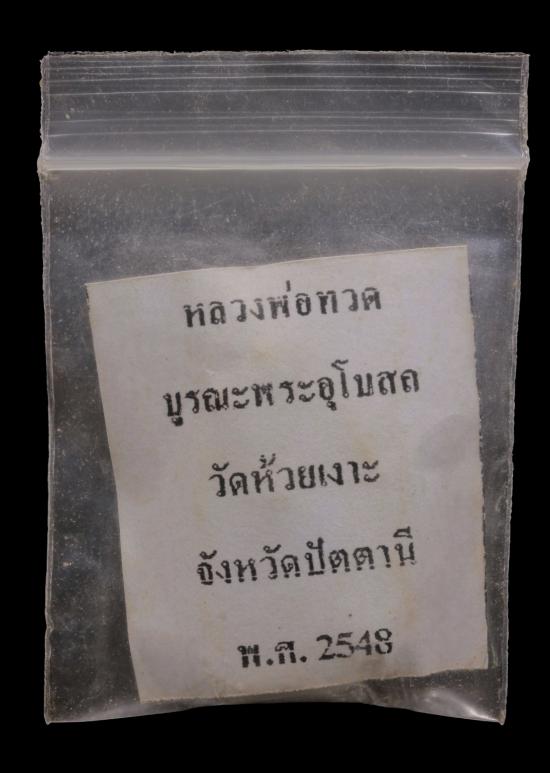 หลวงพ่อทวด
บูรณะพระอุโบสถ
วัดห้วยเงาะ
จังหวัดปัตตานี
พ.ศ. 2548